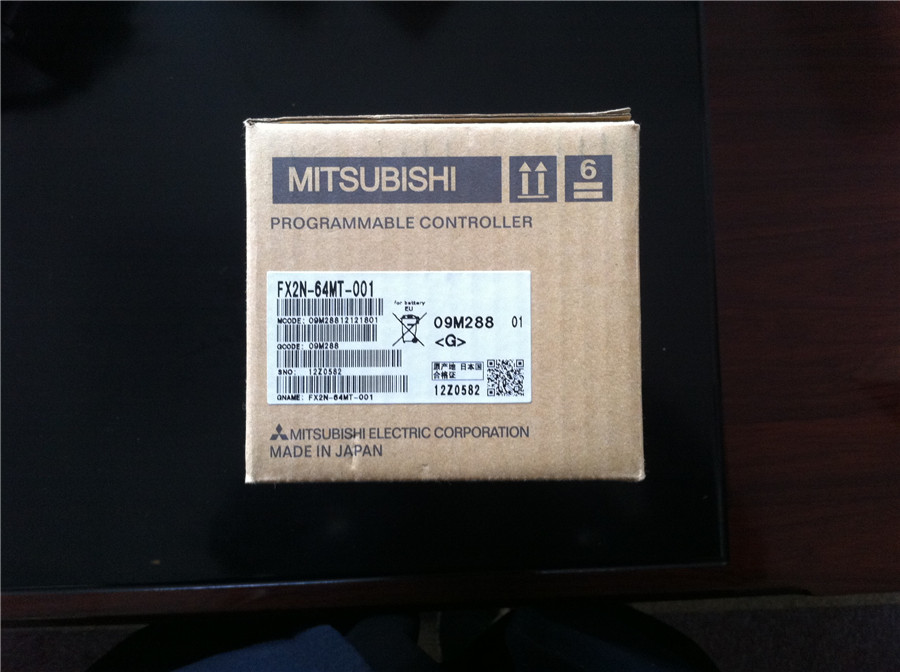 MITSUBISHI
6
PROGRAMMABLE CONTROLLER
FX2N-64MT-001
for battery
EU
MCODE: 09M28812121801
09M288 01
<G>
GCODE: 09M288
原产地 日本国
合格证
SNO: 12Z0582
12Z0582
GNAME: FX2N-64MT-001
MITSUBISHI ELECTRIC CORPORATION
MADE IN JAPAN